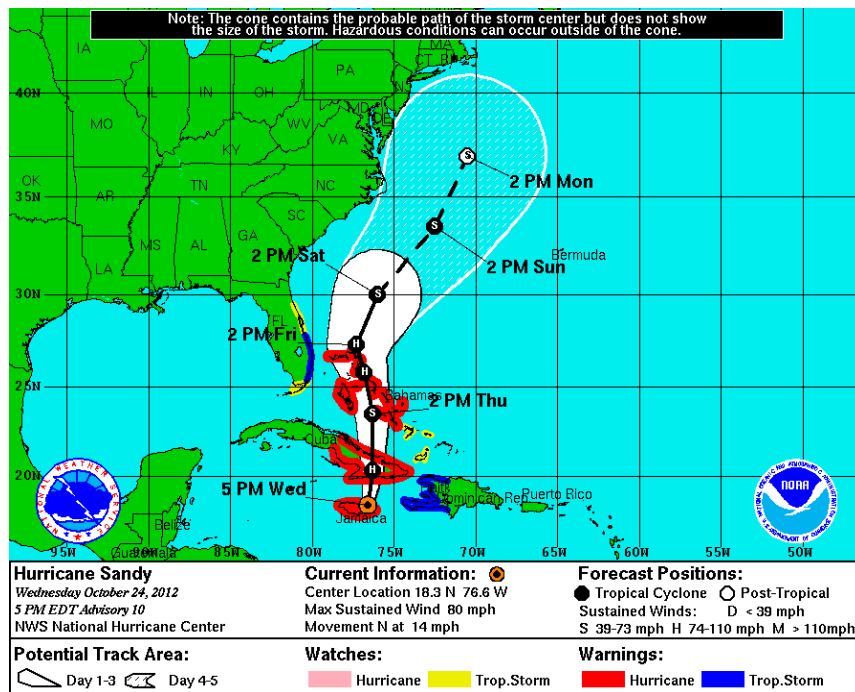 Note: The cone contains the probable path of the storm center but does not show
the size of the storm. Hazardous conditions can occur outside of the cone.
IA
IL
IN
OH
PA
MA
CT
R
N
MD
DE
MO
WV
VA
KY
OK
AR
TN
NC
SC
MS
AL
GA
LA
FL
40N
35N
30N
25N
20N
2 PM Mon
2 PM Sun
2 PM Sat
2 PM Fri
2 PM Thu
5 PM Wed
S
S
S
H
H
S
H
Bermuda
Bahamas
Cuba
Haiti
Dominican Rep
Puerto Rico
Jamaica
Belize
Guatemala
NATIONAL WEATHER SERVICE
NOAA
95W
90W
85W
80W
75W
70W
65W
60W
55W
50W
Hurricane Sandy
Wednesday October 24, 2012
5 PM EDT Advisory 10
NWS National Hurricane Center
Current Information:
Center Location 18.3 N 76.6 W
Max Sustained Wind 80 mph
Movement N at 14 mph
Forecast Positions:
Tropical Cyclone Post-Tropical
Sustained Winds: D < 39 mph
S 39-73 mph H 74-110 mph M > 110mph
Potential Track Area:
Day 1-3 Day 4-5
Watches:
Hurricane Trop.Storm
Warnings:
Hurricane Trop.Storm